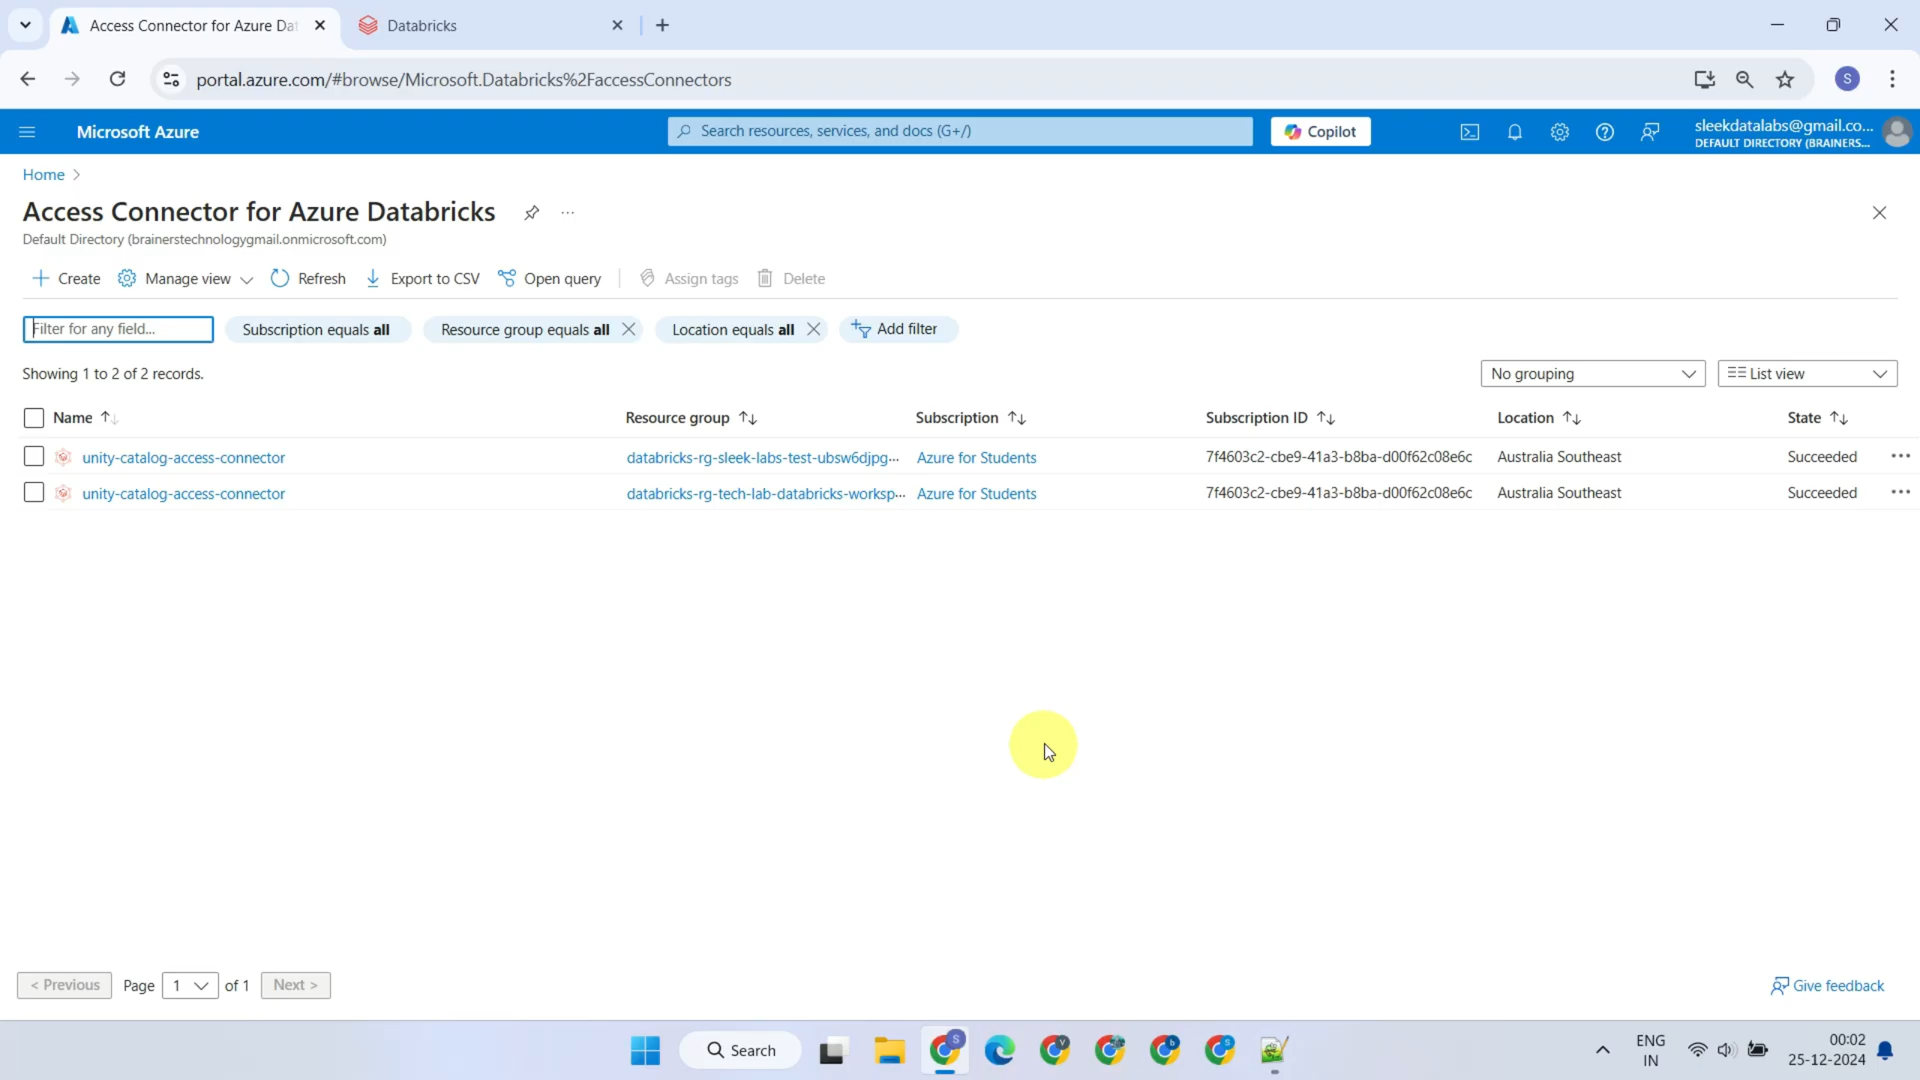 Access Connector for Azure Dat
Databricks
portal.azure.com/#browse/Microsoft.Databricks%2FaccessConnectors
S
Microsoft Azure
Search resources, services, and docs (G+/)
Copilot
sleekdatalabs@gmail.co...
DEFAULT DIRECTORY (BRAINERS...
Home
Access Connector for Azure Databricks
Default Directory (brainerstechnologygmail.onmicrosoft.com)
Create
Manage view
Refresh
Export to CSV
Open query
Assign tags
Delete
Filter for any field...
Subscription equals all
Resource group equals all
Location equals all
Add filter
Showing 1 to 2 of 2 records.
No grouping
List view
Name
Resource group
Subscription
Subscription ID
Location
State
unity-catalog-access-connector
databricks-rg-sleek-labs-test-ubsw6djpg...
Azure for Students
7f4603c2-cbe9-41a3-b8ba-d00f62c08e6c
Australia Southeast
Succeeded
unity-catalog-access-connector
databricks-rg-tech-lab-databricks-worksp...
Azure for Students
7f4603c2-cbe9-41a3-b8ba-d00f62c08e6c
Australia Southeast
Succeeded
< Previous
Page
1
of 1
Next >
Give feedback
Search
ENG
IN
00:02
25-12-2024